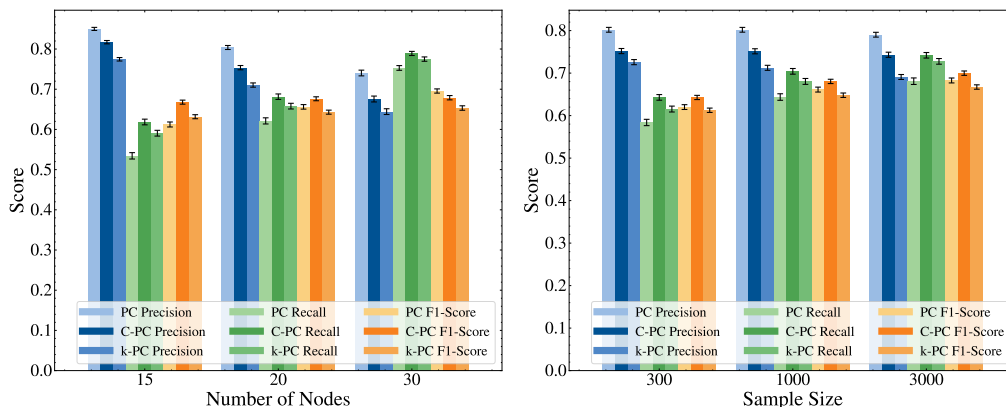 0.8
0.7
0.6
0.5
0.4
0.3
0.2
0.1
0.0
Score
PC Precision
C-PC Precision
k-PC Precision
PC Recall
C-PC Recall
k-PC Recall
PC F1-Score
C-PC F1-Score
k-PC F1-Score
15
20
30
Number of Nodes
0.8
0.7
0.6
0.5
0.4
0.3
0.2
0.1
0.0
Score
PC Precision
C-PC Precision
k-PC Precision
PC Recall
C-PC Recall
k-PC Recall
PC F1-Score
C-PC F1-Score
k-PC F1-Score
300
1000
3000
Sample Size